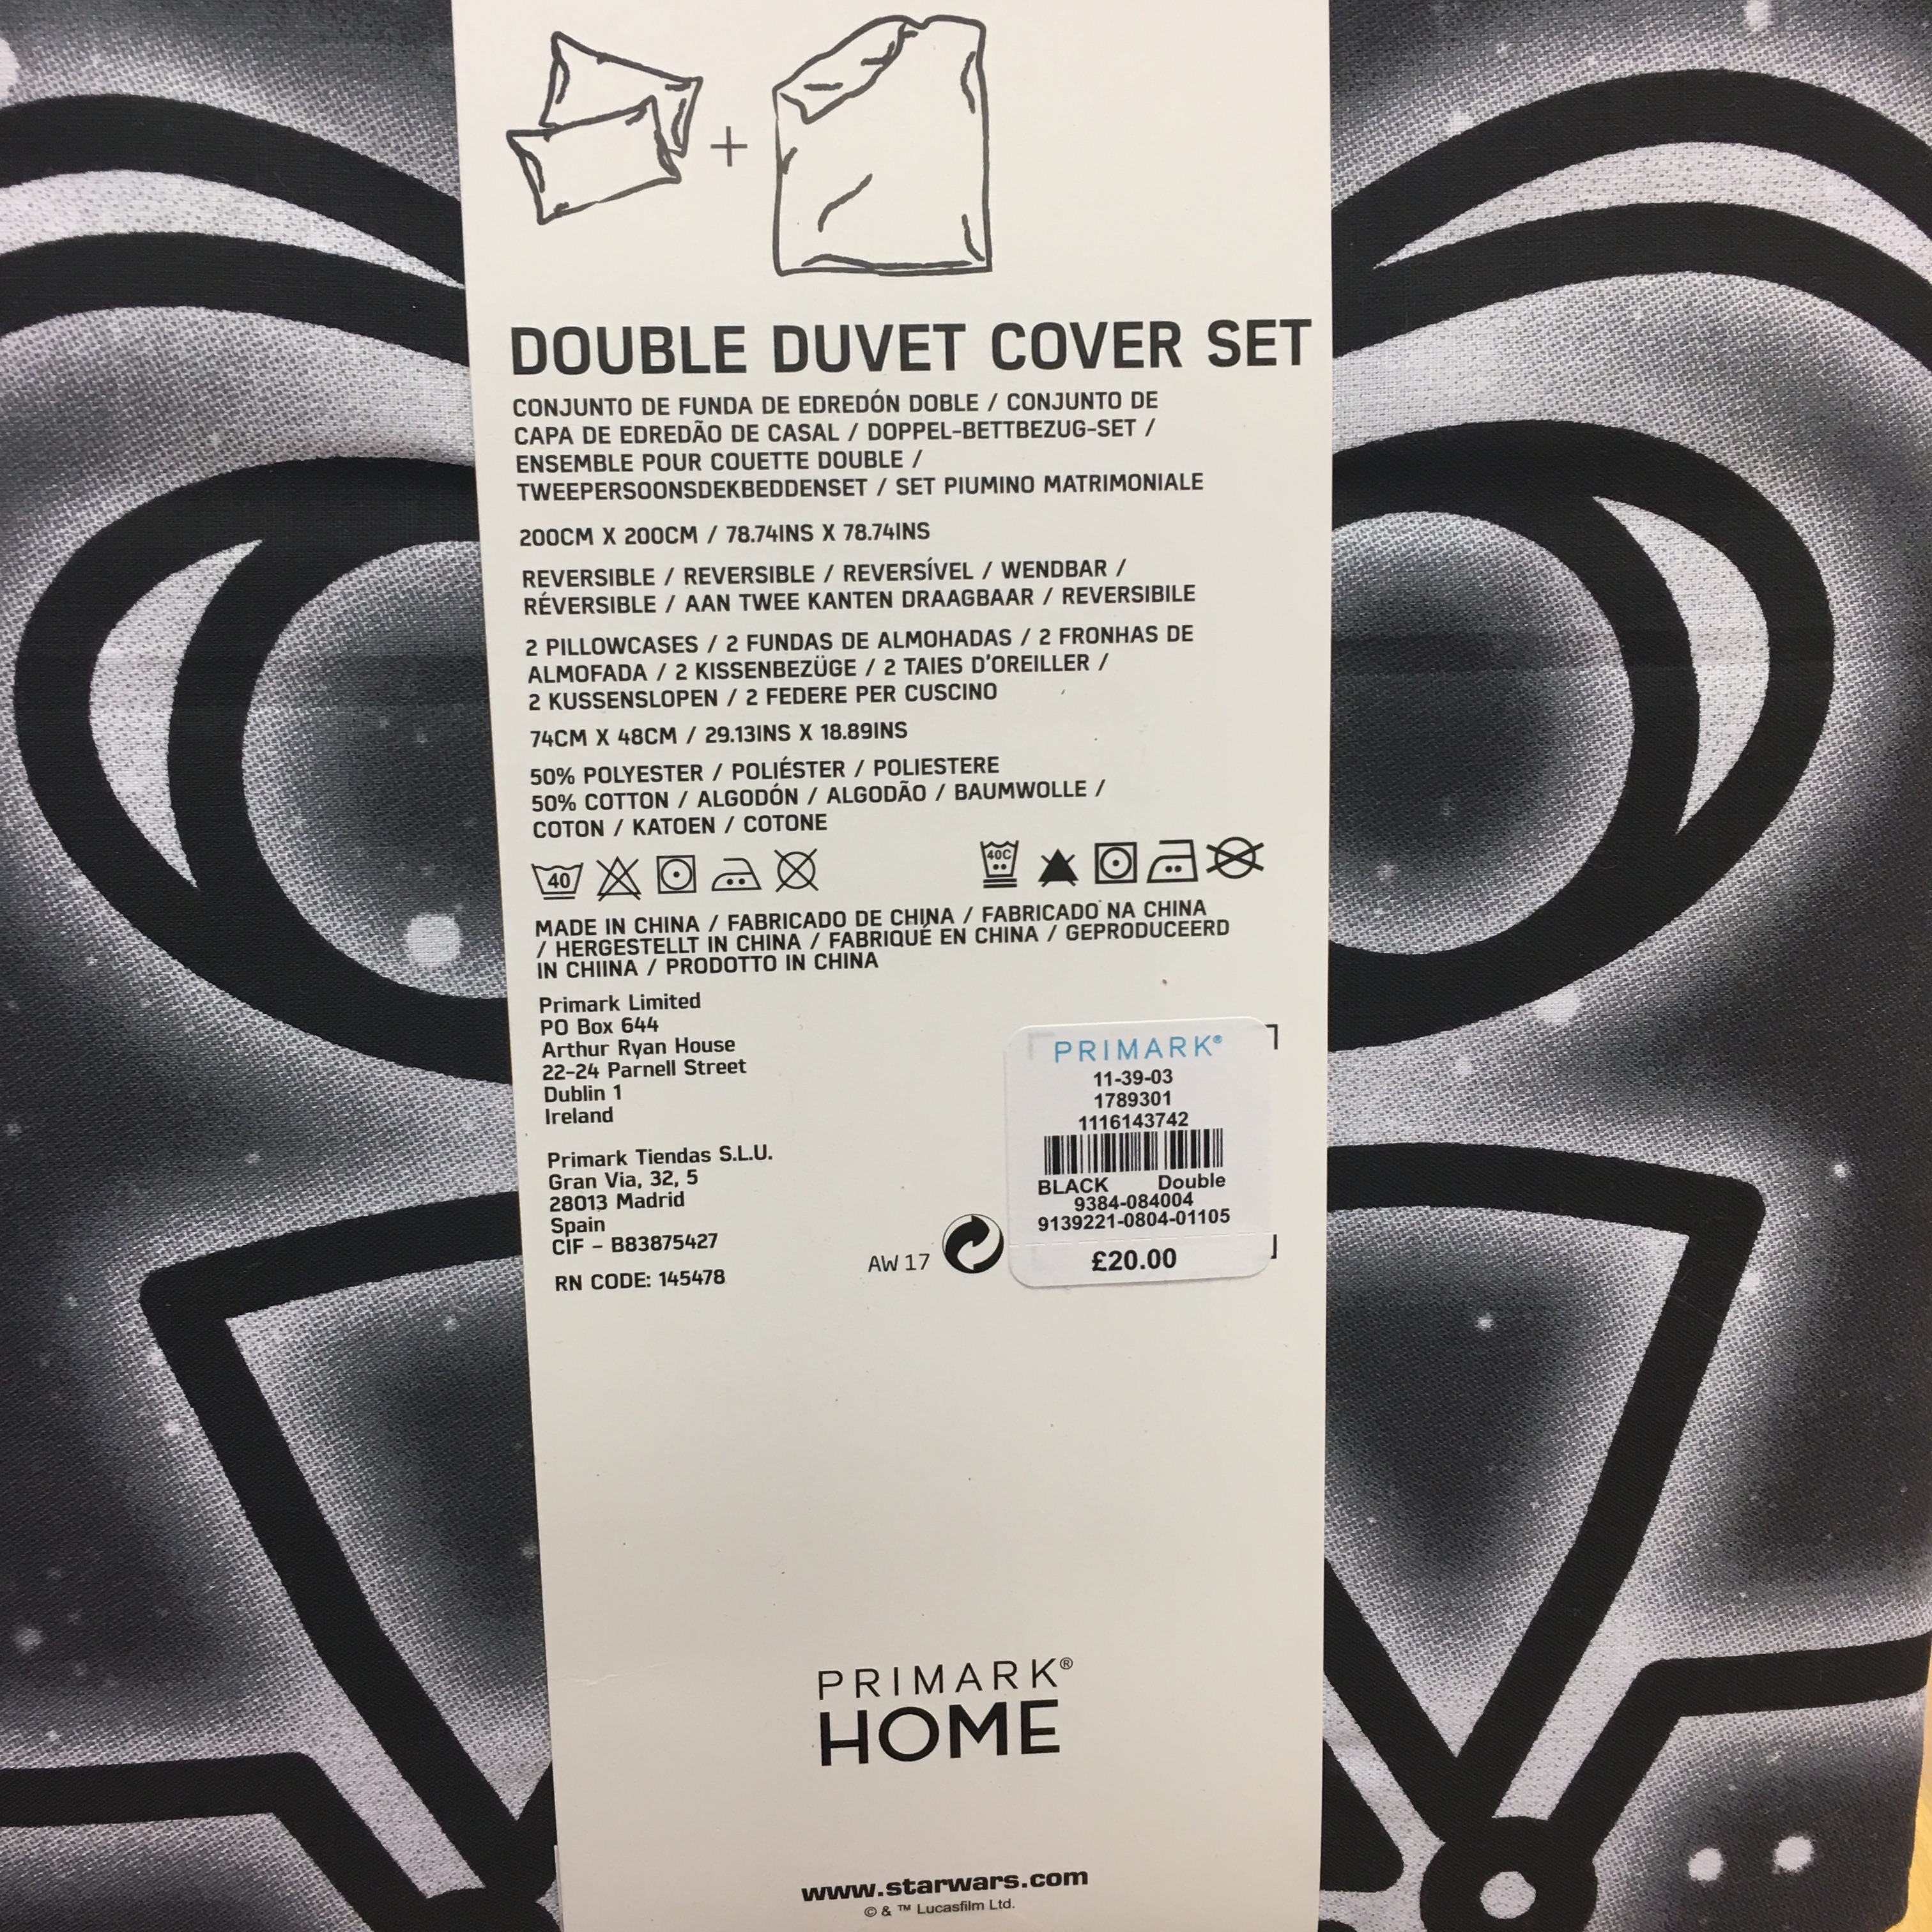 DOUBLE DUVET COVER SET
CONJUNTO DE FUNDA DE EDREDÓN DOBLE / CONJUNTO DE
CAPA DE EDREDÃO DE CASAL / DOPPEL-BETTBEZUG-SET /
ENSEMBLE POUR COUETTE DOUBLE /
TWEEPERSOONSDEKBEDDENSET / SET PIUMINO MATRIMONIALE
200CM X 200CM / 78.74INS X 78.74INS
REVERSIBLE / REVERSIBLE / REVERSÍVEL / WENDBAR /
RÉVERSIBLE / AAN TWEE KANTEN DRAAGBAAR / REVERSIBILE
2 PILLOWCASES / 2 FUNDAS DE ALMOHADAS / 2 FRONHAS DE
ALMOFADA / 2 KISSENBEZÜGE / 2 TAIES D'OREILLER /
2 KUSSENSLOPEN / 2 FEDERE PER CUSCINO
74CM X 48CM / 29.13INS X 18.89INS
50% POLYESTER / POLIÉSTER / POLIESTERE
50% COTTON / ALGODÓN / ALGODÃO / BAUMWOLLE /
COTON / KATOEN / COTONE
40
40C
MADE IN CHINA / FABRICADO DE CHINA / FABRICADO NA CHINA
/ HERGESTELLT IN CHINA / FABRIQUÉ EN CHINA / GEPRODUCEERD
IN CHIINA / PRODOTTO IN CHINA
Primark Limited
PO Box 644
Arthur Ryan House
22-24 Parnell Street
Dublin 1
Ireland
Primark Tiendas S.L.U.
Gran Via, 32, 5
28013 Madrid
Spain
CIF - B83875427
RN CODE: 145478
AW 17
PRIMARK®
11-39-03
1789301
1116143742
BLACK Double
9384-084004
9139221-0804-01105
£20.00
PRIMARK®
HOME
www.starwars.com
© & ™ Lucasfilm Ltd.